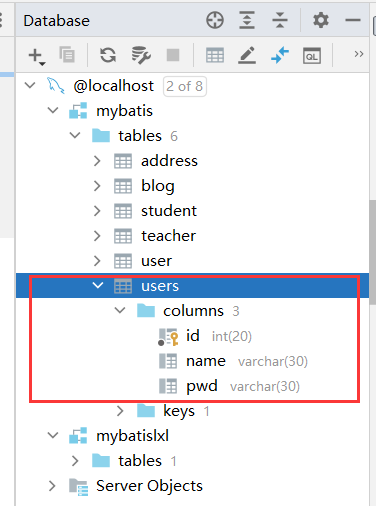 Database
QL
>>
@localhost 2 of 8
mybatis
tables 6
address
blog
student
teacher
user
users
columns 3
id int(20)
name varchar(30)
pwd varchar(30)
keys 1
mybatislxl
tables 1
Server Objects